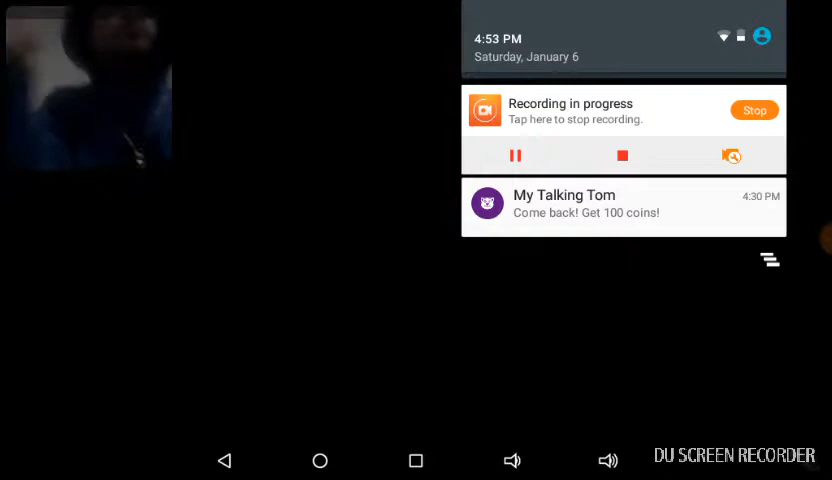 4:53 PM
Saturday, January 6
Recording in progress
Tap here to stop recording.
Stop
My Talking Tom
4:30 PM
Come back! Get 100 coins!
DU SCREEN RECORDER